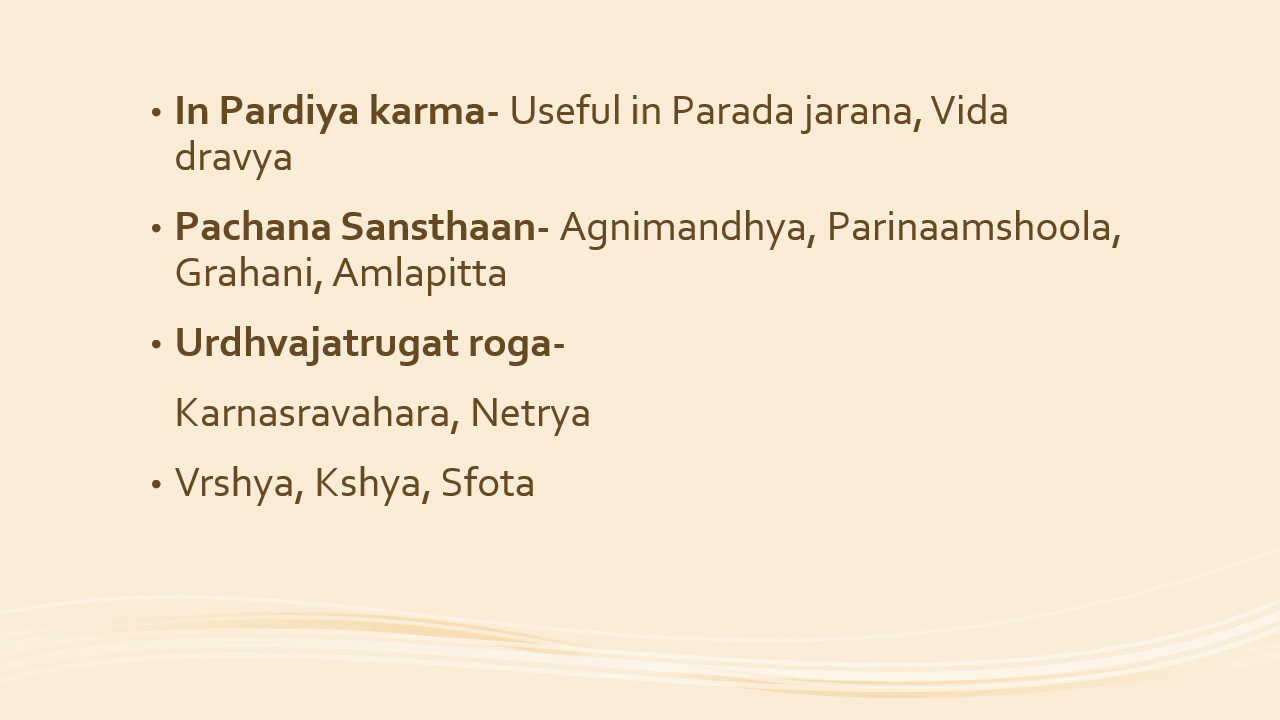 • In Pardiya karma- Useful in Parada jarana, Vida
dravya
• Pachana Sansthaan- Agnimandhya, Parinaamshoola,
Grahani, Amlapitta
• Urdhvajatrugat roga-
Karnasravahara, Netrya
• Vrshya, Kshya, Sfota